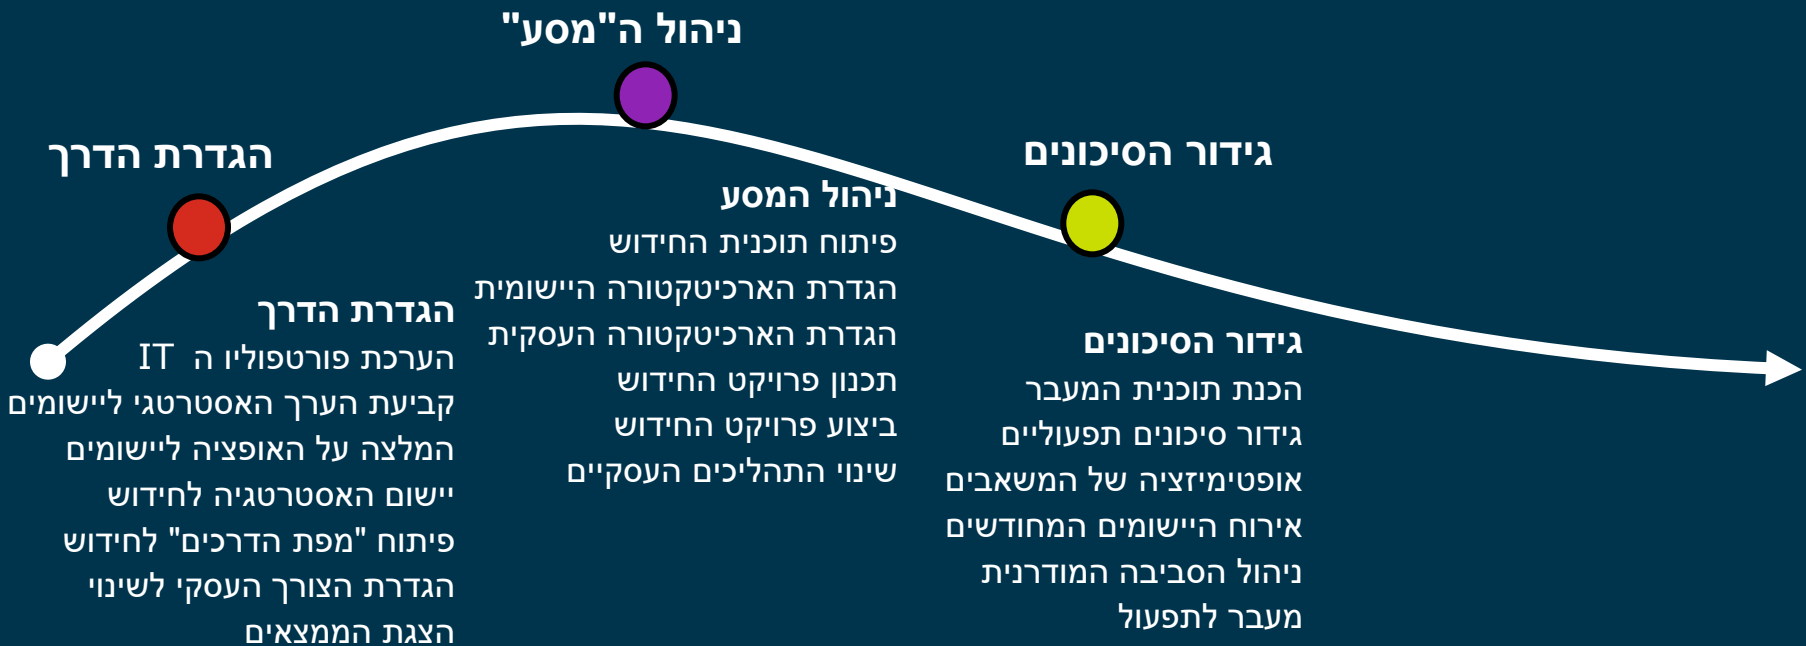 ניהול ה"מסע"
הגדרת הדרך
גידור הסיכונים
הגדרת הדרך
הערכת פורטפוליו ה IT
קביעת הערך האסטרטגי ליישומים
המלצה על האופציה ליישומים
יישום האסטרטגיה לחידוש
פיתוח "מפת הדרכים" לחידוש
הגדרת הצורך העסקי לשינוי
הצגת הממצאים
ניהול המסע
פיתוח תוכנית החידוש
הגדרת הארכיטקטורה היישומית
הגדרת הארכיטקטורה העסקית
תכנון פרויקט החידוש
ביצוע פרויקט החידוש
שינוי התהליכים העסקיים
גידור הסיכונים
הכנת תוכנית המעבר
גידור סיכונים תפעוליים
אופטימיזציה של המשאבים
אירוח היישומים המחודשים
ניהול הסביבה המודרנית
מעבר לתפעול